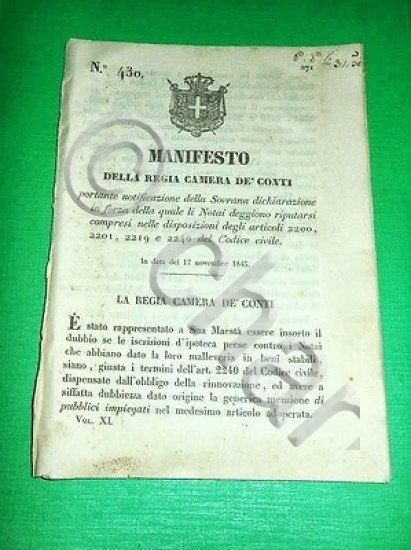 N.° 430.
271
MANIFESTO
DELLA REGIA CAMERA DE' CONTI
portante notificazione della Sovrana dichiarazione
in forza della quale li Notai deggiono riputarsi
compresi nelle disposizioni degli articoli 2200,
2201, 2219 e 2240 del Codice civile.
In data del 17 novembre 1843.
LA REGIA CAMERA DE' CONTI
È stato rappresentato a Sua Maestà essere insorto il
dubbio se le iscrizioni d'ipoteca prese contro i Notai
che abbiano dato la loro malleveria in beni stabili
siano, giusta i termini dell'art. 2240 del Codice civile,
dispensate dall'obbligo della rinnovazione, ed avere a
siffatta dubbiezza dato origine la generica menzione di
pubblici impiegati nel medesimo articolo adoperata.
VOL. XI.